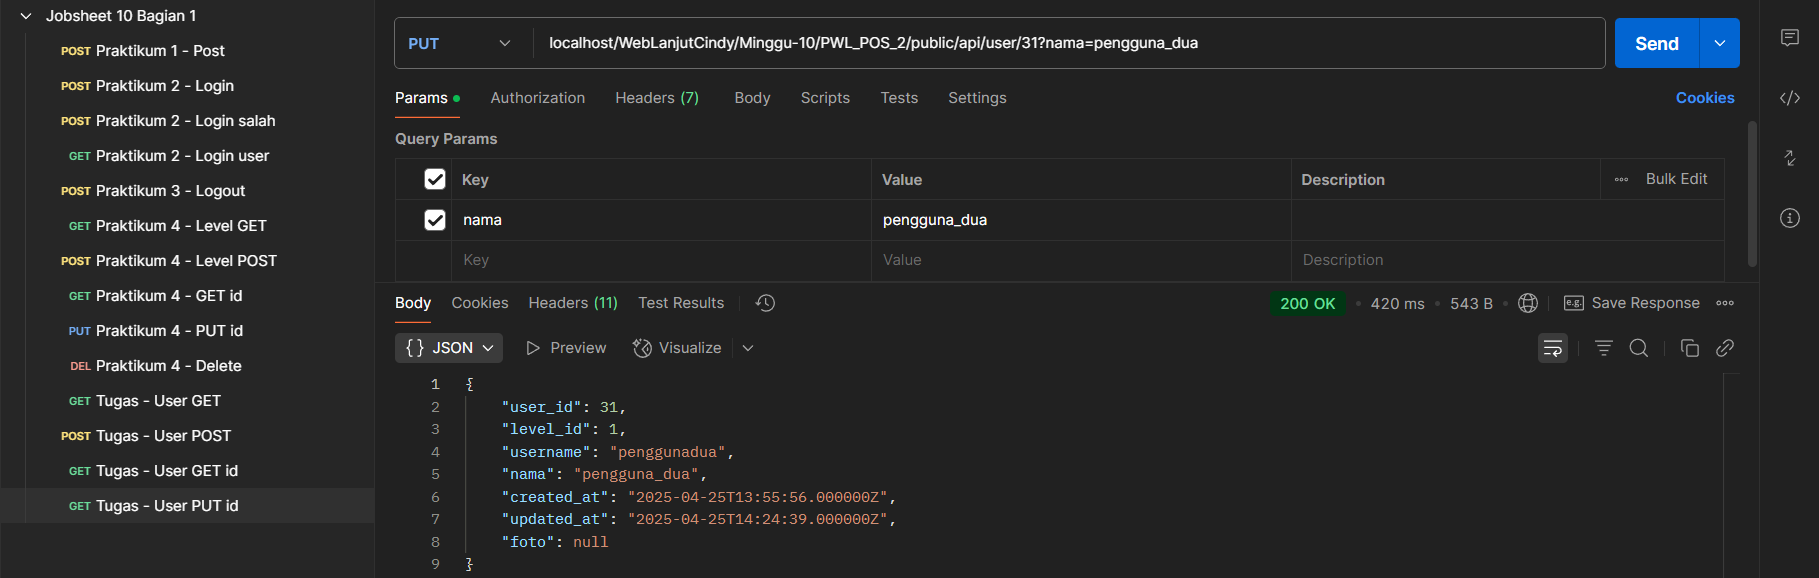 Jobsheet 10 Bagian 1
POST Praktikum 1 - Post
POST Praktikum 2 - Login
POST Praktikum 2 - Login salah
GET Praktikum 2 - Login user
POST Praktikum 3 - Logout
GET Praktikum 4 - Level GET
POST Praktikum 4 - Level POST
GET Praktikum 4 - GET id
PUT Praktikum 4 - PUT id
DEL Praktikum 4 - Delete
GET Tugas - User GET
POST Tugas - User POST
GET Tugas - User GET id
GET Tugas - User PUT id
PUT localhost/WebLanjutCindy/Minggu-10/PWL_POS_2/public/api/user/31?nama=pengguna_dua Send
Params Authorization Headers (7) Body Scripts Tests Settings Cookies
Query Params
Key Value Description Bulk Edit
nama pengguna_dua
Key Value Description
Body Cookies Headers (11) Test Results 200 OK 420 ms 543 B e.g. Save Response
{} JSON Preview Visualize
1 {
2 "user_id": 31,
3 "level_id": 1,
4 "username": "penggunadua",
5 "nama": "pengguna_dua",
6 "created_at": "2025-04-25T13:55:56.000000Z",
7 "updated_at": "2025-04-25T14:24:39.000000Z",
8 "foto": null
9 }